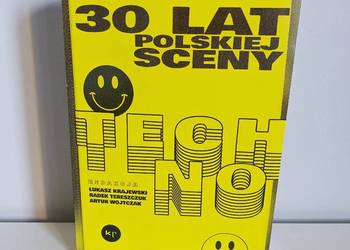 30 LAT
POLSKIEJ
SCENY
TECH
NO
REDAKCJA
ŁUKASZ KRAJEWSKI
RADEK TERESZCZUK
ARTUR WOJTCZAK